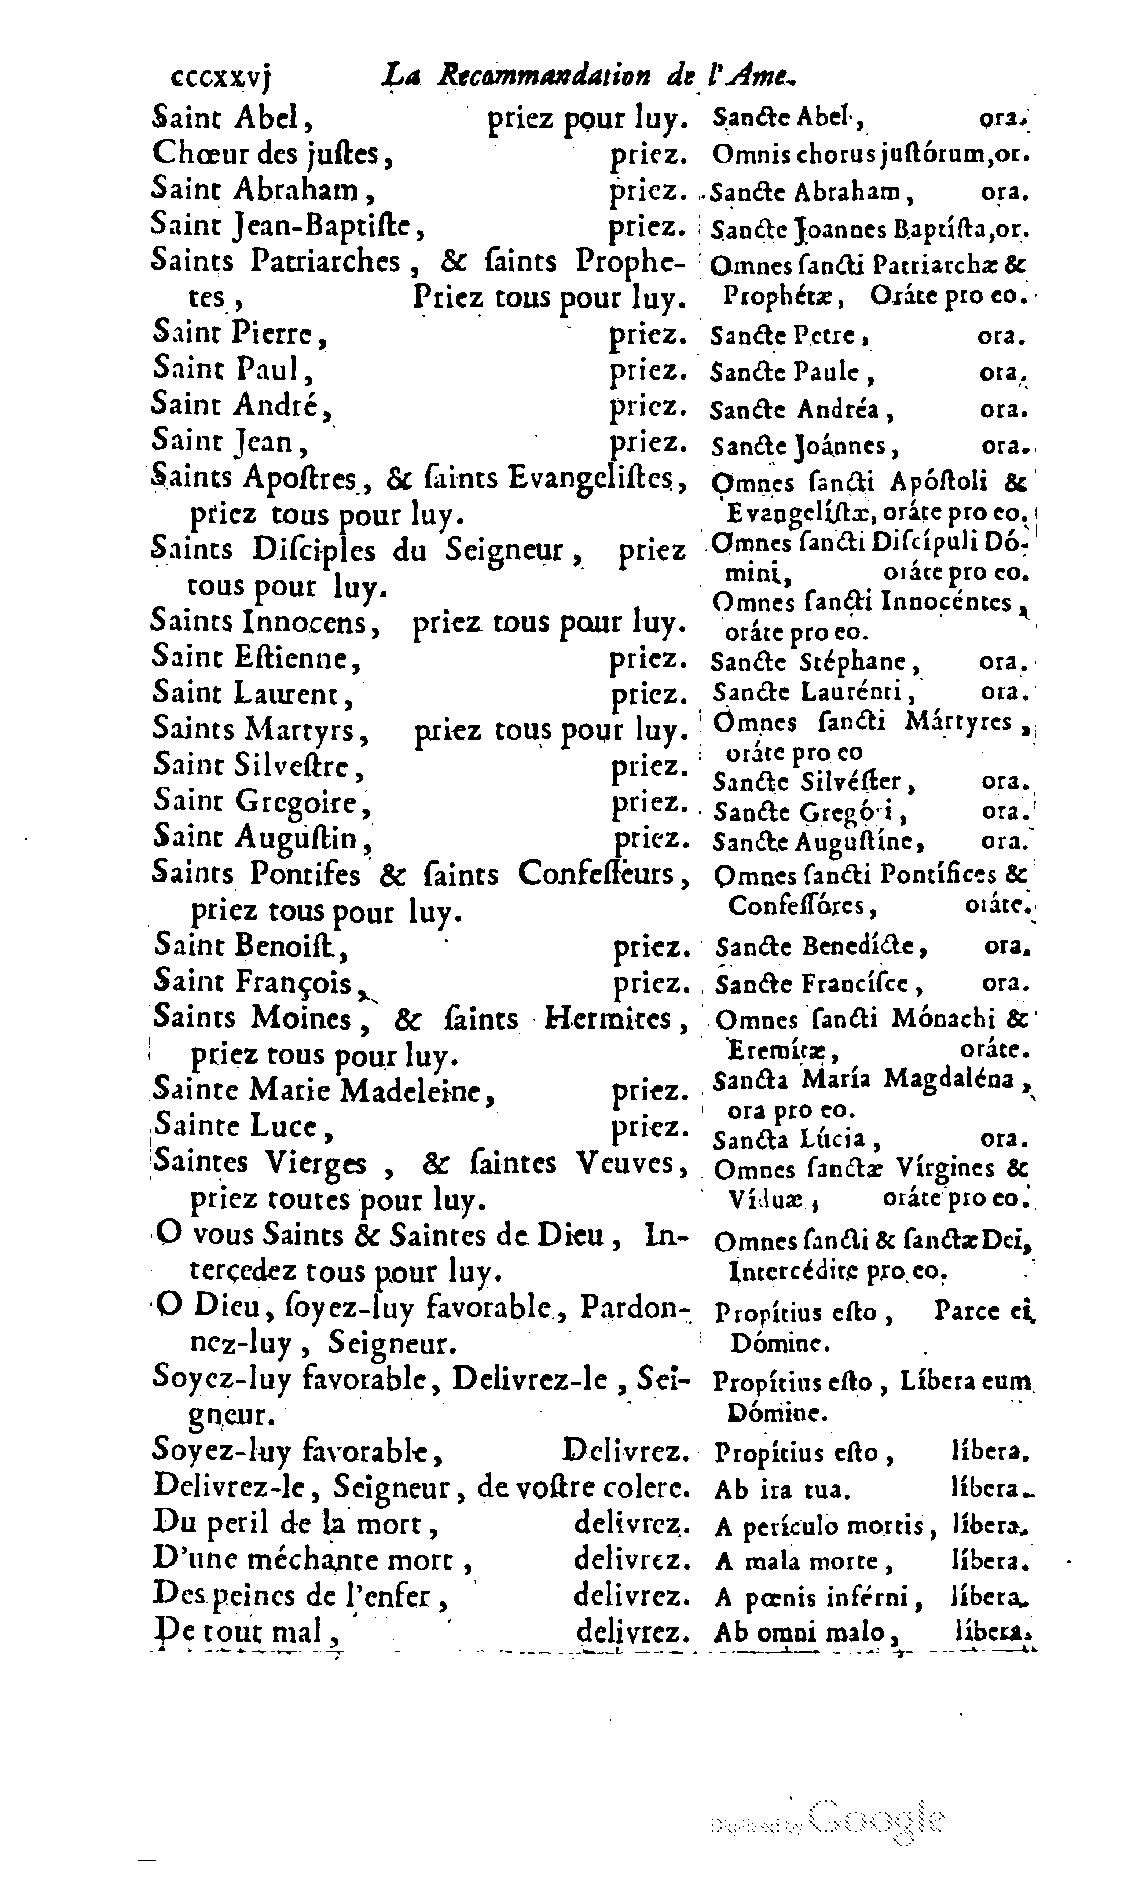 cccxxvj La Recommandation de l'Ame.
Saint Abel, priez pour luy.
Chœur des juſtes, priez.
Saint Abraham, priez.
Saint Jean-Baptiſte, priez.
Saints Patriarches, & ſaints Prophe-
tes, Priez tous pour luy.
Saint Pierre, priez.
Saint Paul, priez.
Saint André, priez.
Saint Jean, priez.
Saints Apoſtres, & ſaints Evangeliſtes,
priez tous pour luy.
Saints Diſciples du Seigneur, priez
tous pour luy.
Saints Innocens, priez tous pour luy.
Saint Eſtienne, priez.
Saint Laurent, priez.
Saints Martyrs, priez tous pour luy.
Saint Silveſtre, priez.
Saint Gregoire, priez.
Saint Auguſtin, priez.
Saints Pontifes & ſaints Confeſſeurs,
priez tous pour luy.
Saint Benoiſt, priez.
Saint François, priez.
Saints Moines, & ſaints Hermites,
priez tous pour luy.
Sainte Marie Madeleine, priez.
Sainte Luce, priez.
Saintes Vierges, & ſaintes Veuves,
priez toutes pour luy.
O vous Saints & Saintes de Dieu, In-
tercedez tous pour luy.
O Dieu, ſoyez-luy favorable, Pardon-
nez-luy, Seigneur.
Soyez-luy favorable, Delivrez-le, Sei-
gneur.
Soyez-luy favorable, Delivrez.
Delivrez-le, Seigneur, de voſtre colere.
Du peril de la mort, delivrez.
D'une méchante mort, delivrez.
Des peines de l'enfer, delivrez.
De tout mal, delivrez.
Sancte Abel, ora.
Omnis chorus juſtórum, or.
Sancte Abraham, ora.
Sancte Joannes Baptíſta, or.
Omnes ſancti Patriarchæ &
Prophétæ, Oráte pro eo.
Sancte Petre, ora.
Sancte Paule, ora.
Sancte Andréa, ora.
Sancte Joánnes, ora.
Omnes ſancti Apóſtoli &
Evangelíſtæ, oráte pro eo.
Omnes ſancti Diſcípuli Dó-
mini, oráte pro eo.
Omnes ſancti Innocéntes,
oráte pro eo.
Sancte Stéphane, ora.
Sancte Laurénti, ora.
Omnes ſancti Mártyres,
oráte pro eo
Sancte Silvéſter, ora.
Sancte Gregóri, ora.
Sancte Auguſtíne, ora.
Omnes ſancti Pontífices &
Confeſſóres, oráte.
Sancte Benedícte, ora.
Sancte Francíſce, ora.
Omnes ſancti Mónachi &
Eremítæ, oráte.
Sancta María Magdaléna,
ora pro eo.
Sancta Lúcia, ora.
Omnes ſanctæ Vírgines &
Víduæ, oráte pro eo.
Omnes ſancti & ſanctæ Dei,
Intercédite pro eo.
Propítius eſto, Parce ei
Dómine.
Propítius eſto, Líbera eum
Dómine.
Propítius eſto, líbera.
Ab ira tua. líbera.
A perículo mortis, líbera.
A mala morte, líbera.
A pœnis inférni, líbera.
Ab omni malo, líbera.
Digitized by Google